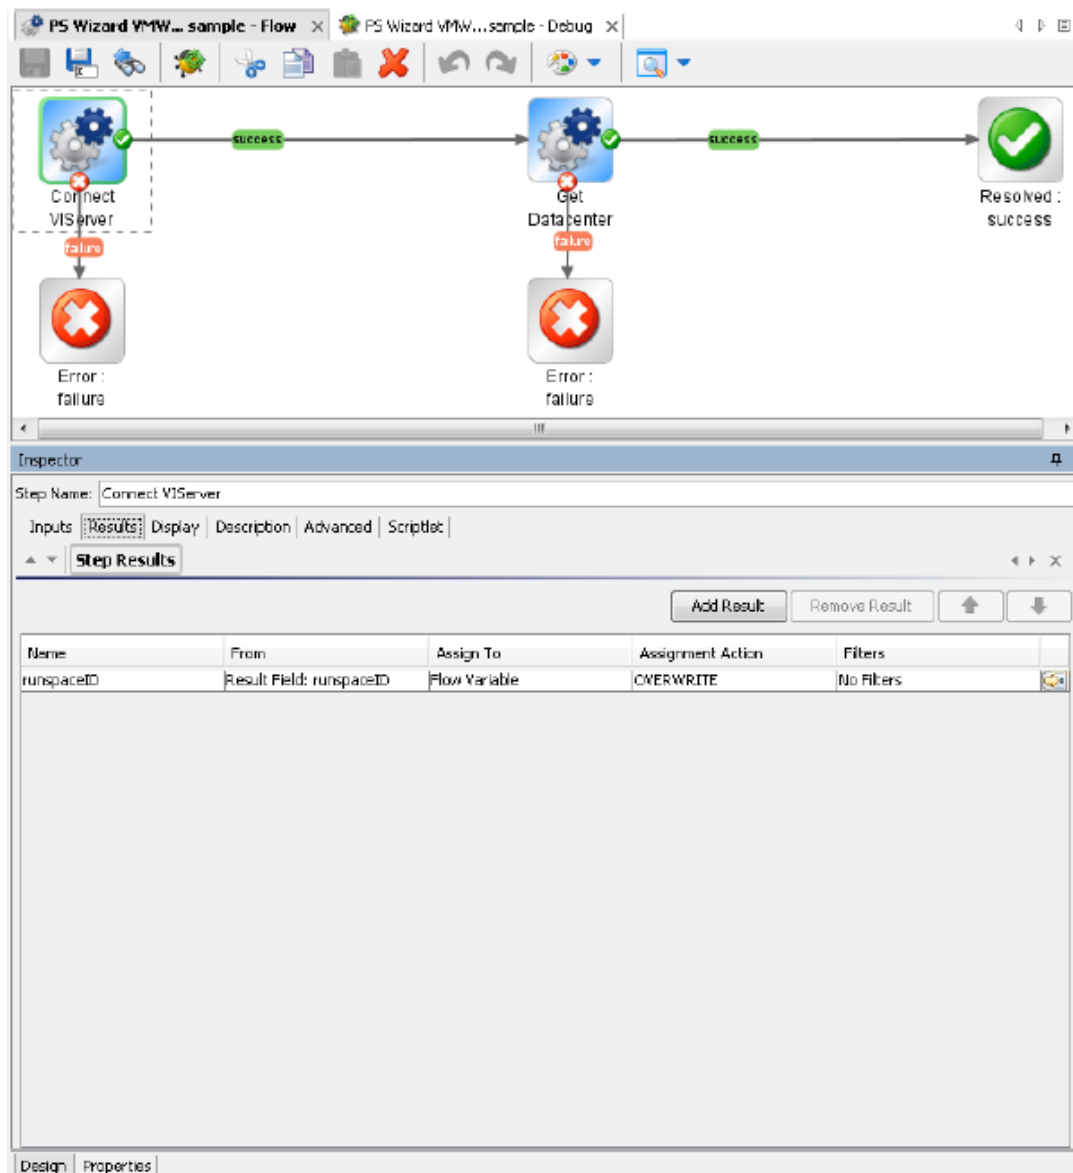 PS Wizard VMW... sample - Flow
PS Wizard VMW...sample - Debug
success
success
Connect
VIServer
Get
Datacenter
Resolved :
success
failure
failure
Error :
failure
Error :
failure
Inspector
Step Name: Connect VIServer
Inputs Results Display Description Advanced Scriptlet
Step Results
Add Result Remove Result
Name From Assign To Assignment Action Filters
runspaceID Result Field: runspaceID Flow Variable OVERWRITE No Filters
Design Properties